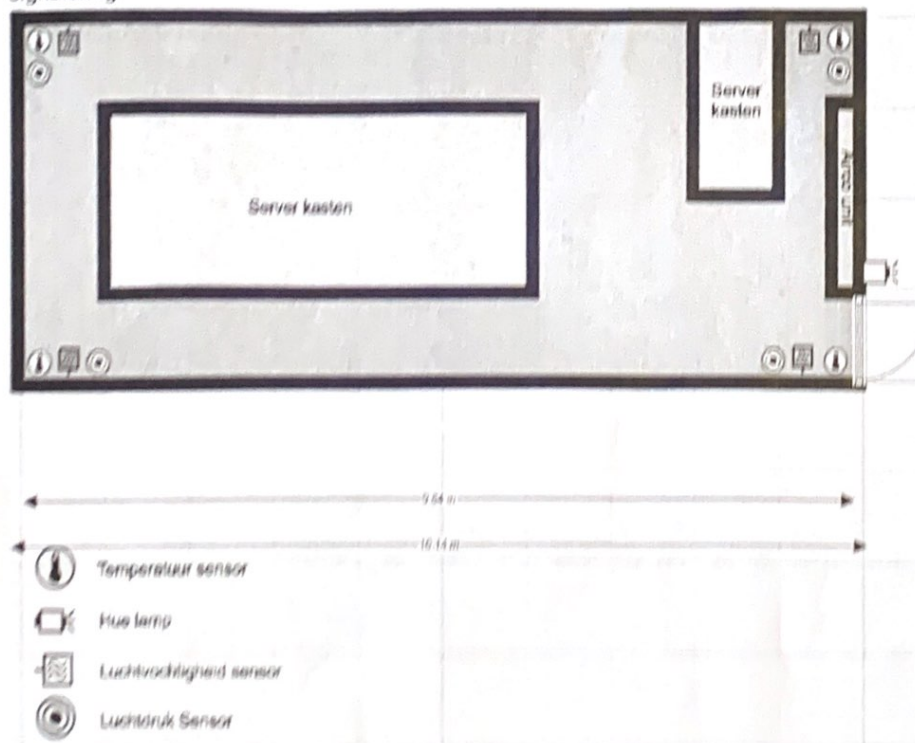 Server
kasten
Server kasten
Airco unit
9.64 m
10.14 m
Temperatuur sensor
Hue lamp
Luchtvochtigheid sensor
Luchtdruk Sensor